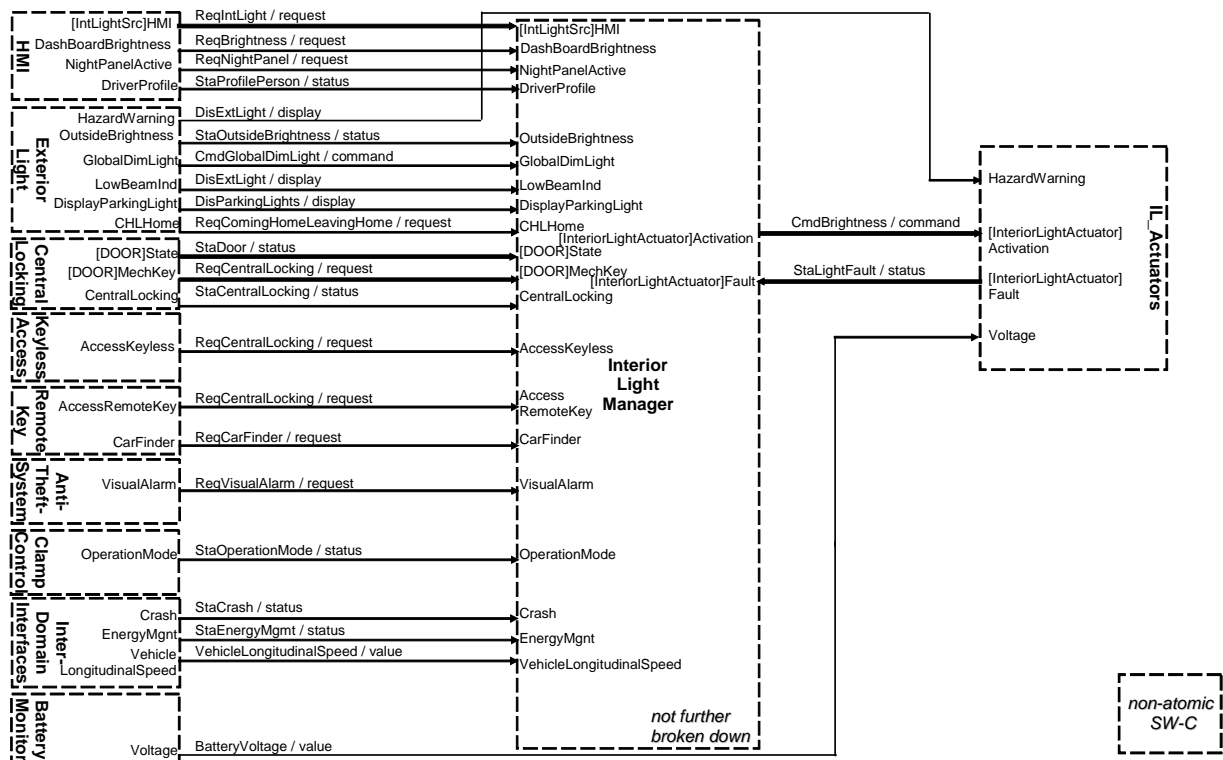 HMI
[IntLightSrc]HMI
ReqIntLight / request
[IntLightSrc]HMI
DashBoardBrightness
ReqBrightness / request
DashBoardBrightness
NightPanelActive
ReqNightPanel / request
NightPanelActive
DriverProfile
StaProfilePerson / status
DriverProfile
Exterior
Light
HazardWarning
DisExtLight / display
OutsideBrightness
StaOutsideBrightness / status
OutsideBrightness
GlobalDimLight
CmdGlobalDimLight / command
GlobalDimLight
LowBeamInd
DisExtLight / display
LowBeamInd
DisplayParkingLight
DisParkingLights / display
DisplayParkingLight
CHLHome
ReqComingHomeLeavingHome / request
CHLHome
[InteriorLightActuator]Activation
Central
Locking
[DOOR]State
StaDoor / status
[DOOR]State
[DOOR]MechKey
ReqCentralLocking / request
[DOOR]MechKey
[InteriorLightActuator]Fault
CentralLocking
StaCentralLocking / status
CentralLocking
Keyless
Access
AccessKeyless
ReqCentralLocking / request
AccessKeyless
Interior
Light
Manager
Remote
Key
AccessRemoteKey
ReqCentralLocking / request
Access
RemoteKey
CarFinder
ReqCarFinder / request
CarFinder
Anti-
Theft-
System
VisualAlarm
ReqVisualAlarm / request
VisualAlarm
Clamp
Control
OperationMode
StaOperationMode / status
OperationMode
Inter-
Domain
Interfaces
Crash
StaCrash / status
Crash
EnergyMgnt
StaEnergyMgmt / status
EnergyMgnt
Vehicle
LongitudinalSpeed
VehicleLongitudinalSpeed / value
VehicleLongitudinalSpeed
not further
broken down
Battery
Monitor
Voltage
BatteryVoltage / value
CmdBrightness / command
StaLightFault / status
IL_Actuators
HazardWarning
[InteriorLightActuator]
Activation
[InteriorLightActuator]
Fault
Voltage
non-atomic
SW-C